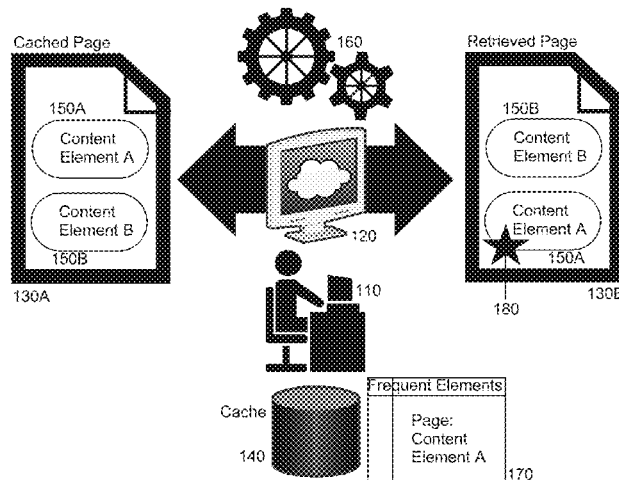 Cached Page
150A
Content
Element A
Content
Element B
150B
130A
160
120
110
Retrieved Page
150B
Content
Element B
Content
Element A
150A
180
130B
Cache
140
Frequent Elements
Page:
Content
Element A
170